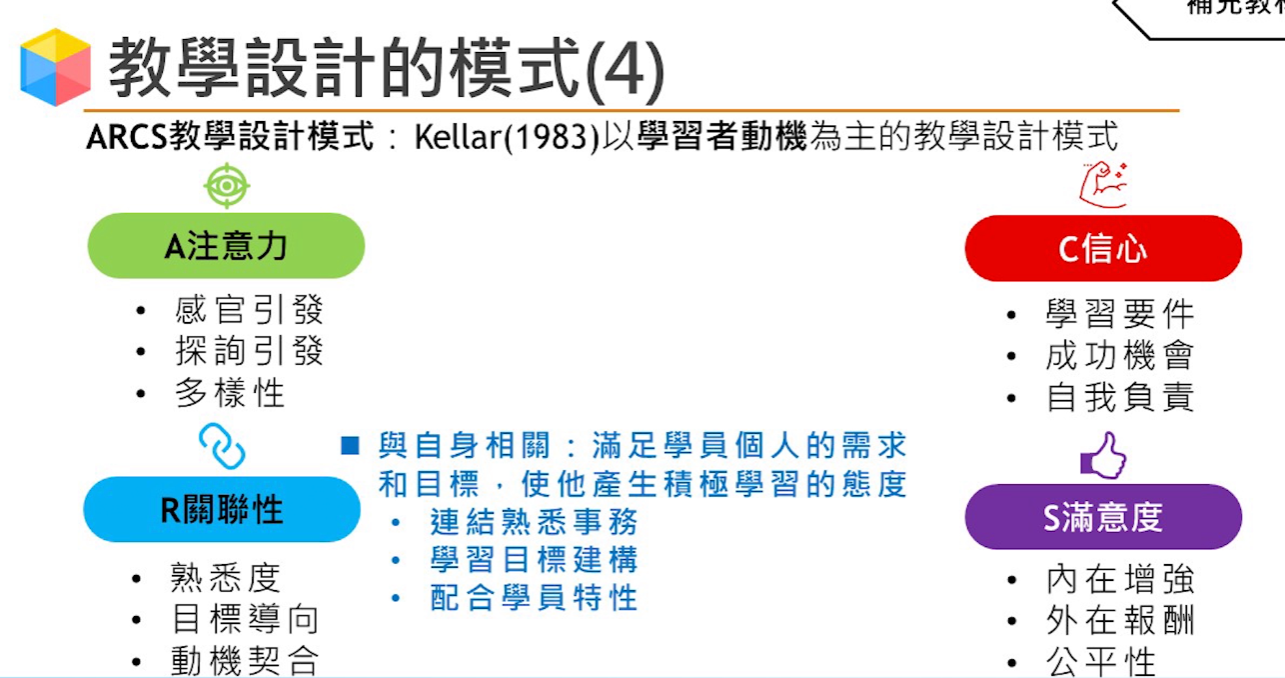 補充教材
教學設計的模式(4)
ARCS教學設計模式：Kellar(1983)以學習者動機為主的教學設計模式
A注意力
• 感官引發
• 探詢引發
• 多樣性
R關聯性
• 熟悉度
• 目標導向
• 動機契合
■ 與自身相關：滿足學員個人的需求
和目標，使他產生積極學習的態度
• 連結熟悉事務
• 學習目標建構
• 配合學員特性
C信心
• 學習要件
• 成功機會
• 自我負責
S滿意度
• 內在增強
• 外在報酬
• 公平性